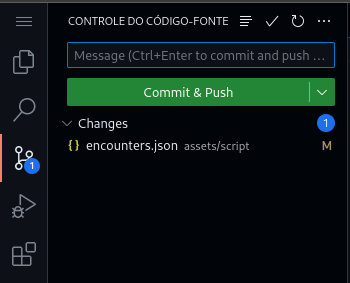 CONTROLE DO CÓDIGO-FONTE
Message (Ctrl+Enter to commit and push ...
Commit & Push
Changes 1
{} encounters.json assets/script M
1